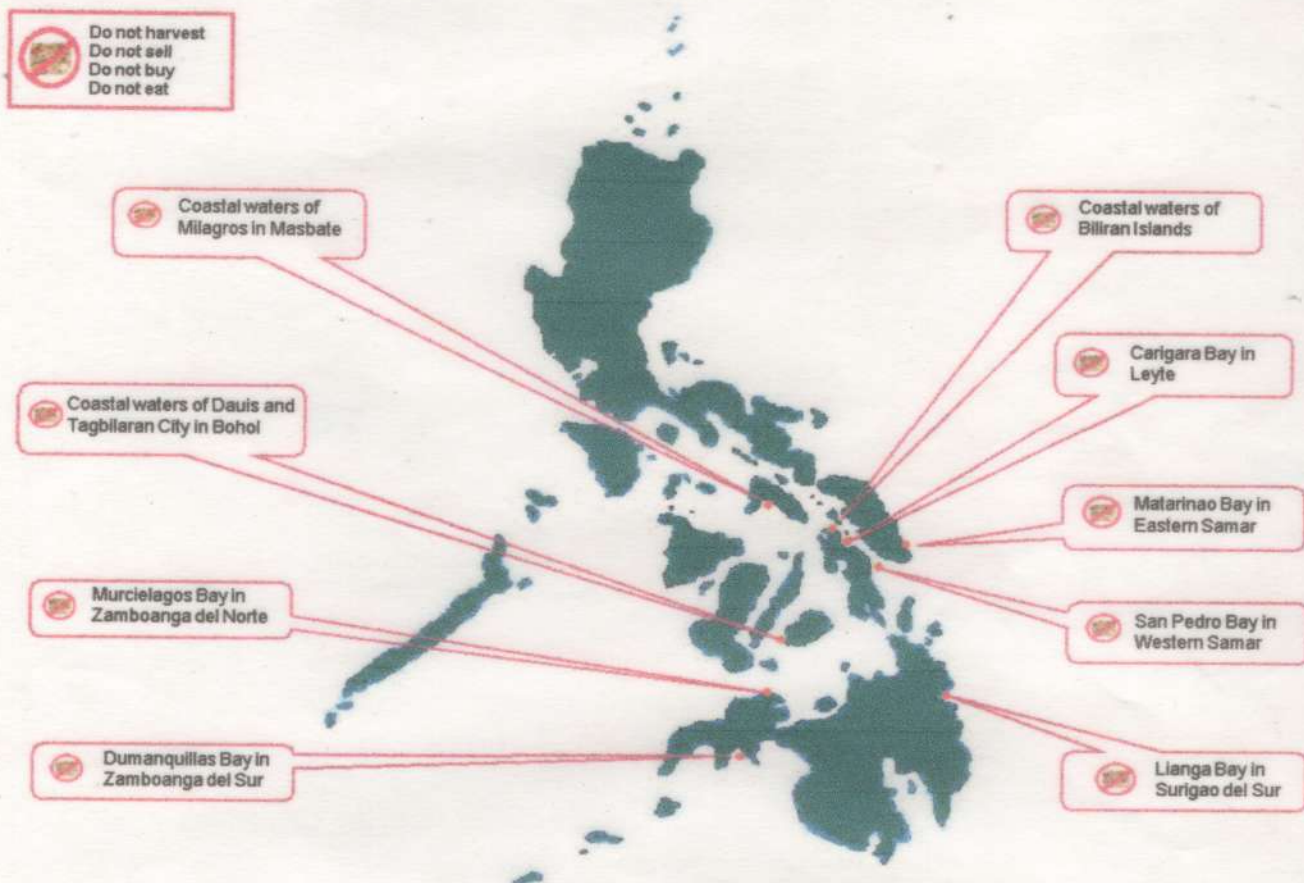 Do not harvest
Do not sell
Do not buy
Do not eat
Coastal waters of
Milagros in Masbate
Coastal waters of
Biliran Islands
Carigara Bay in
Leyte
Coastal waters of Dauis and
Tagbilaran City in Bohol
Matarinao Bay in
Eastern Samar
Murcielagos Bay in
Zamboanga del Norte
San Pedro Bay in
Western Samar
Dumanquillas Bay in
Zamboanga del Sur
Lianga Bay in
Surigao del Sur